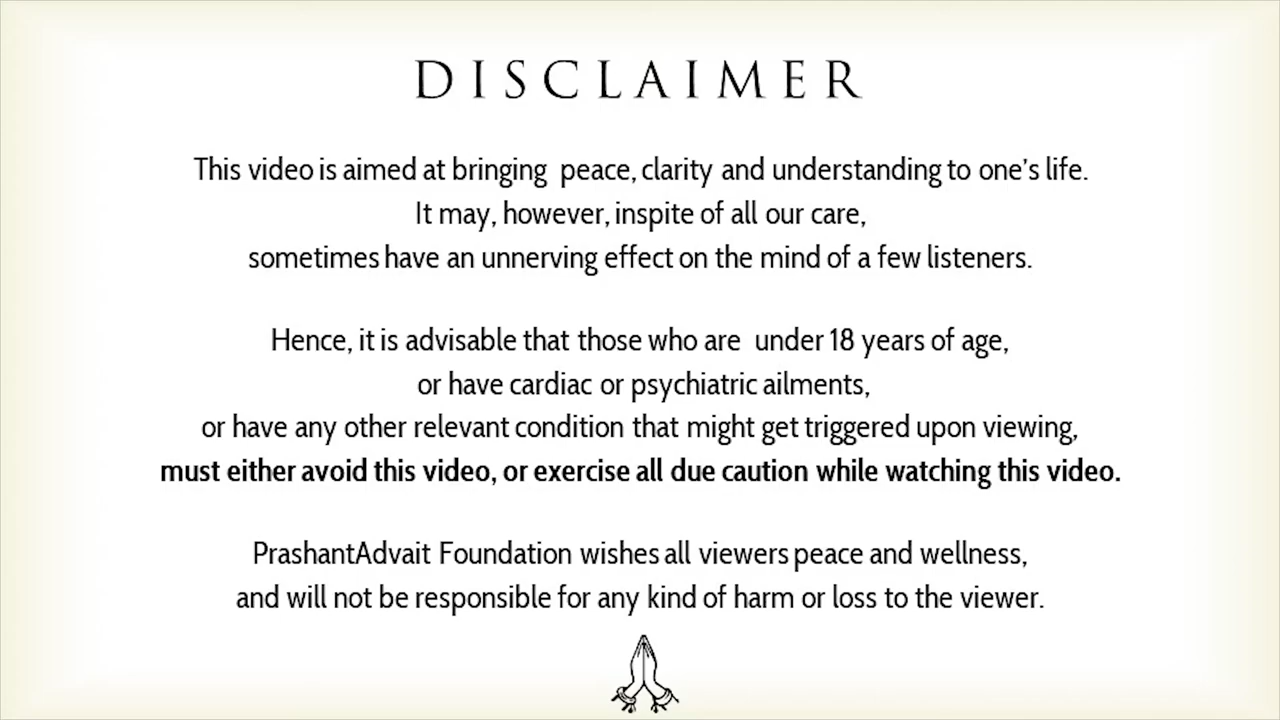 DISCLAIMER
This video is aimed at bringing peace, clarity and understanding to one's life.
It may, however, inspite of all our care,
sometimes have an unnerving effect on the mind of a few listeners.
Hence, it is advisable that those who are under 18 years of age,
or have cardiac or psychiatric ailments,
or have any other relevant condition that might get triggered upon viewing,
must either avoid this video, or exercise all due caution while watching this video.
PrashantAdvait Foundation wishes all viewers peace and wellness,
and will not be responsible for any kind of harm or loss to the viewer.